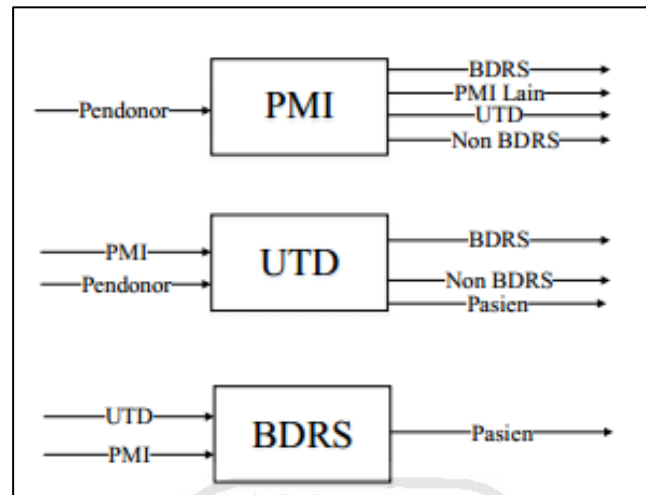 BDRS
PMI Lain
Pendonor
PMI
UTD
Non BDRS
PMI
UTD
BDRS
Pendonor
Non BDRS
Pasien
UTD
BDRS
Pasien
PMI